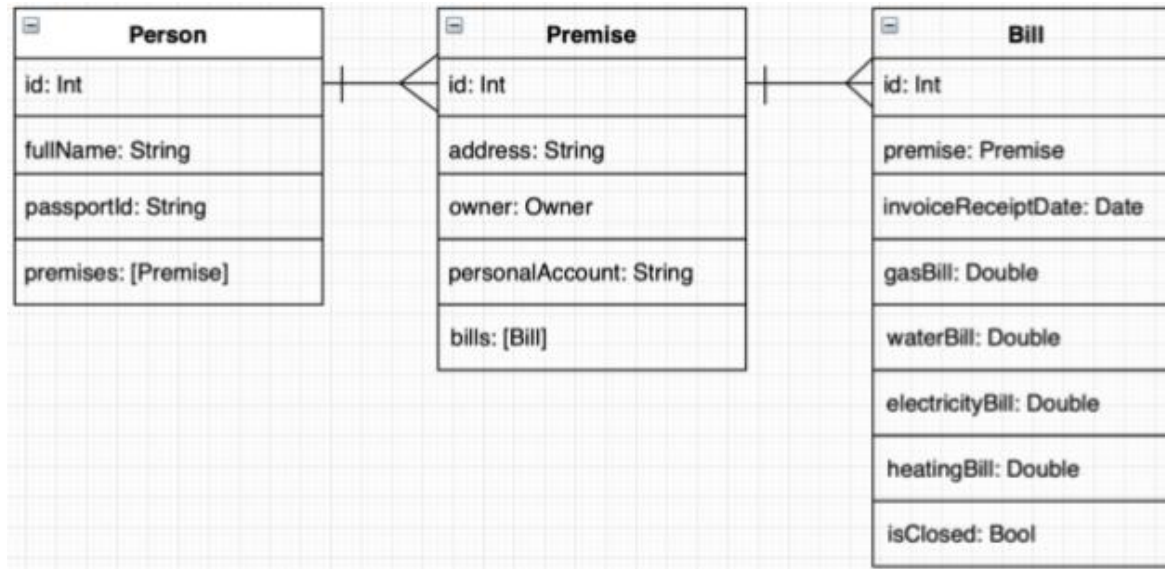 Person
id: Int
fullName: String
passportId: String
premises: [Premise]
Premise
id: Int
address: String
owner: Owner
personalAccount: String
bills: [Bill]
Bill
id: Int
premise: Premise
invoiceReceiptDate: Date
gasBill: Double
waterBill: Double
electricityBill: Double
heatingBill: Double
isClosed: Bool